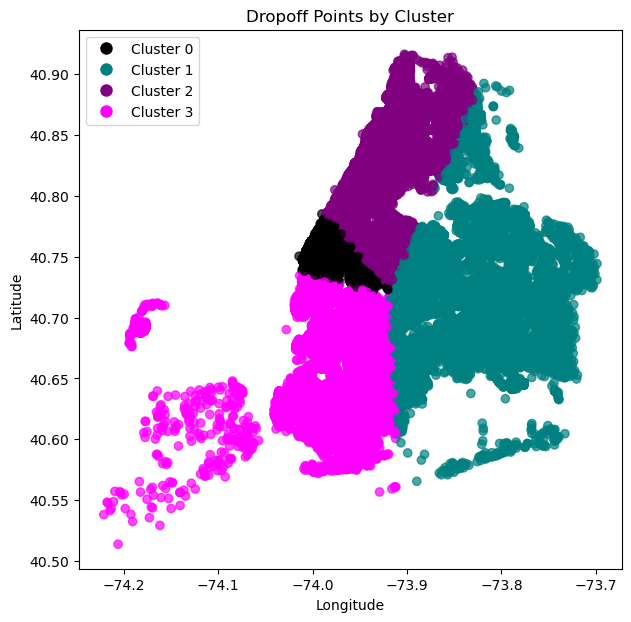 Dropoff Points by Cluster
Cluster 0
Cluster 1
Cluster 2
Cluster 3
40.90
40.85
40.80
40.75
40.70
40.65
40.60
40.55
40.50
Latitude
−74.2
−74.1
−74.0
−73.9
−73.8
−73.7
Longitude